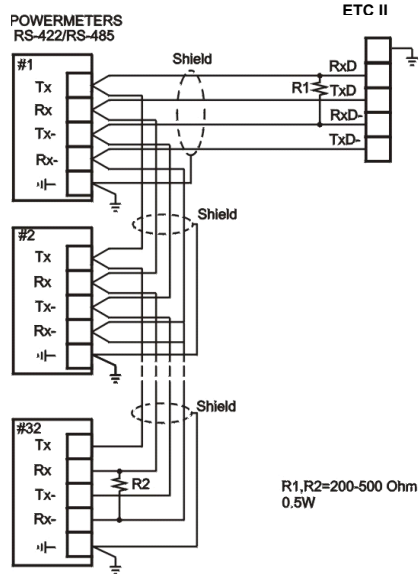 POWERMETERS
RS-422/RS-485
ETC II
#1
Tx
Rx
Tx-
Rx-
Shield
R1
RxD
TxD
RxD-
TxD-
Shield
#2
Tx
Rx
Tx-
Rx-
Shield
#32
Tx
Rx
Tx-
Rx-
R2
R1,R2=200-500 Ohm
0.5W